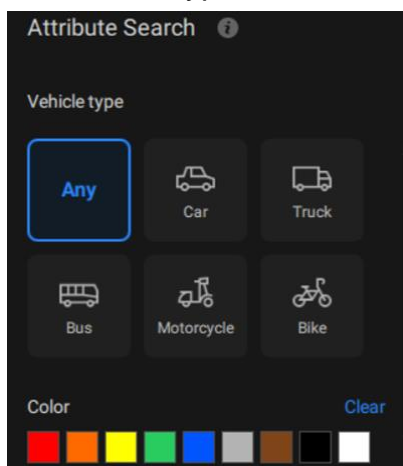 Attribute Search
Vehicle type
Any
Car
Truck
Bus
Motorcycle
Bike
Color
Clear